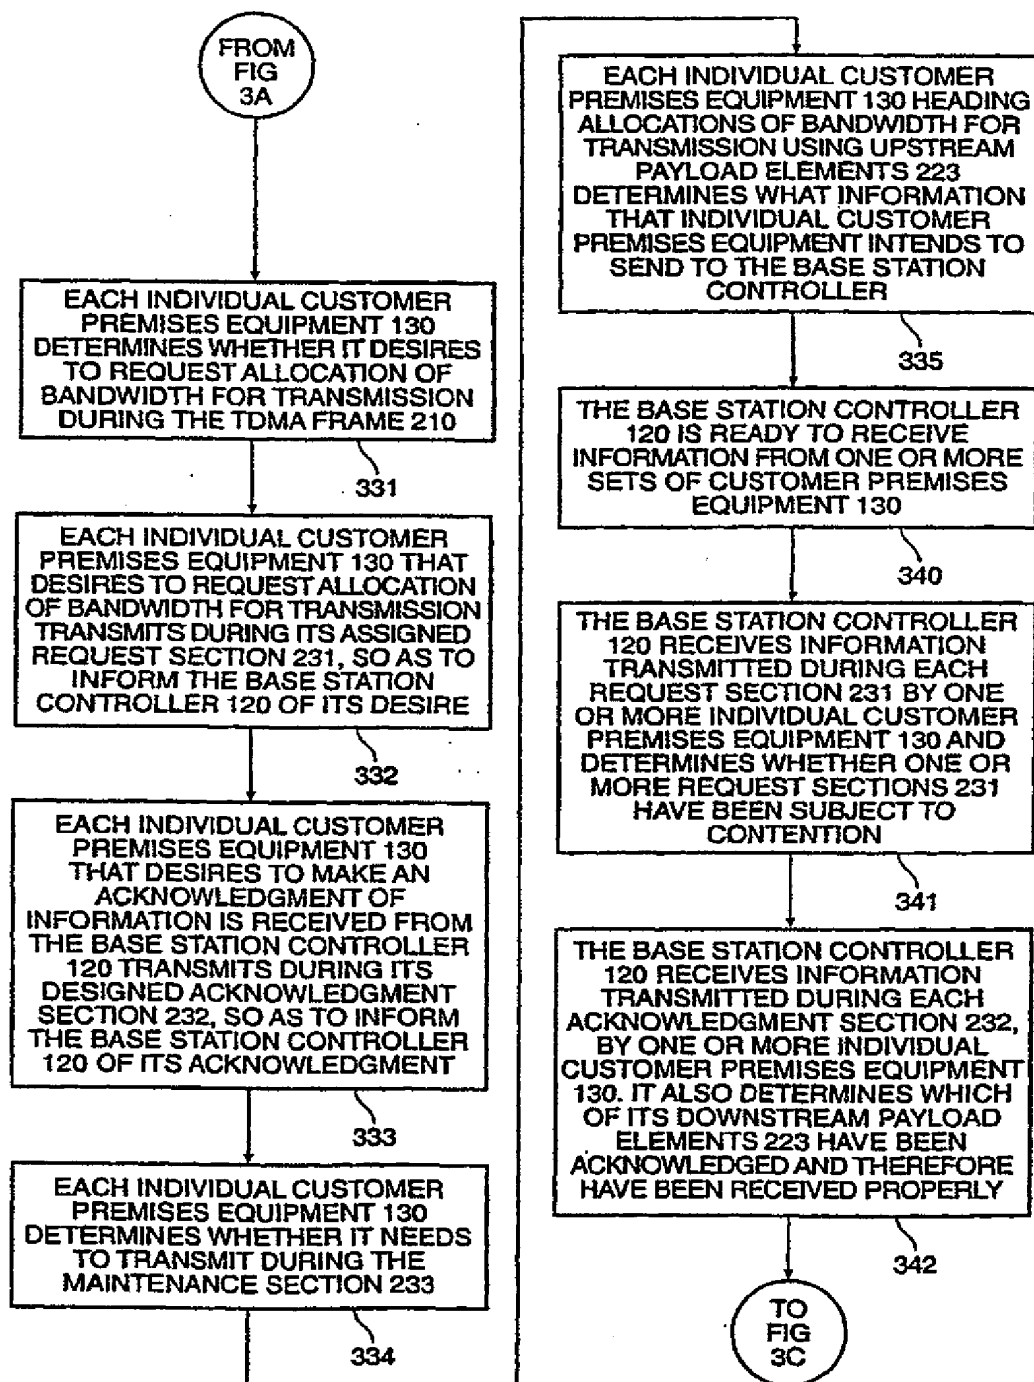 FROM
FIG
3A
EACH INDIVIDUAL CUSTOMER
PREMISES EQUIPMENT 130
DETERMINES WHETHER IT DESIRES
TO REQUEST ALLOCATION OF
BANDWIDTH FOR TRANSMISSION
DURING THE TDMA FRAME 210
331
EACH INDIVIDUAL CUSTOMER
PREMISES EQUIPMENT 130 THAT
DESIRES TO REQUEST ALLOCATION
OF BANDWIDTH FOR TRANSMISSION
TRANSMITS DURING ITS ASSIGNED
REQUEST SECTION 231, SO AS TO
INFORM THE BASE STATION
CONTROLLER 120 OF ITS DESIRE
332
EACH INDIVIDUAL CUSTOMER
PREMISES EQUIPMENT 130
THAT DESIRES TO MAKE AN
ACKNOWLEDGMENT OF
INFORMATION IS RECEIVED FROM
THE BASE STATION CONTROLLER
120 TRANSMITS DURING ITS
DESIGNED ACKNOWLEDGMENT
SECTION 232, SO AS TO INFORM
THE BASE STATION CONTROLLER
120 OF ITS ACKNOWLEDGMENT
333
EACH INDIVIDUAL CUSTOMER
PREMISES EQUIPMENT 130
DETERMINES WHETHER IT NEEDS
TO TRANSMIT DURING THE
MAINTENANCE SECTION 233
334
EACH INDIVIDUAL CUSTOMER
PREMISES EQUIPMENT 130 HEADING
ALLOCATIONS OF BANDWIDTH FOR
TRANSMISSION USING UPSTREAM
PAYLOAD ELEMENTS 223
DETERMINES WHAT INFORMATION
THAT INDIVIDUAL CUSTOMER
PREMISES EQUIPMENT INTENDS TO
SEND TO THE BASE STATION
CONTROLLER
335
THE BASE STATION CONTROLLER
120 IS READY TO RECEIVE
INFORMATION FROM ONE OR MORE
SETS OF CUSTOMER PREMISES
EQUIPMENT 130
340
THE BASE STATION CONTROLLER
120 RECEIVES INFORMATION
TRANSMITTED DURING EACH
REQUEST SECTION 231 BY ONE
OR MORE INDIVIDUAL CUSTOMER
PREMISES EQUIPMENT 130 AND
DETERMINES WHETHER ONE OR
MORE REQUEST SECTIONS 231
HAVE BEEN SUBJECT TO
CONTENTION
341
THE BASE STATION CONTROLLER
120 RECEIVES INFORMATION
TRANSMITTED DURING EACH
ACKNOWLEDGMENT SECTION 232,
BY ONE OR MORE INDIVIDUAL
CUSTOMER PREMISES EQUIPMENT
130. IT ALSO DETERMINES WHICH
OF ITS DOWNSTREAM PAYLOAD
ELEMENTS 223 HAVE BEEN
ACKNOWLEDGED AND THEREFORE
HAVE BEEN RECEIVED PROPERLY
342
TO
FIG
3C